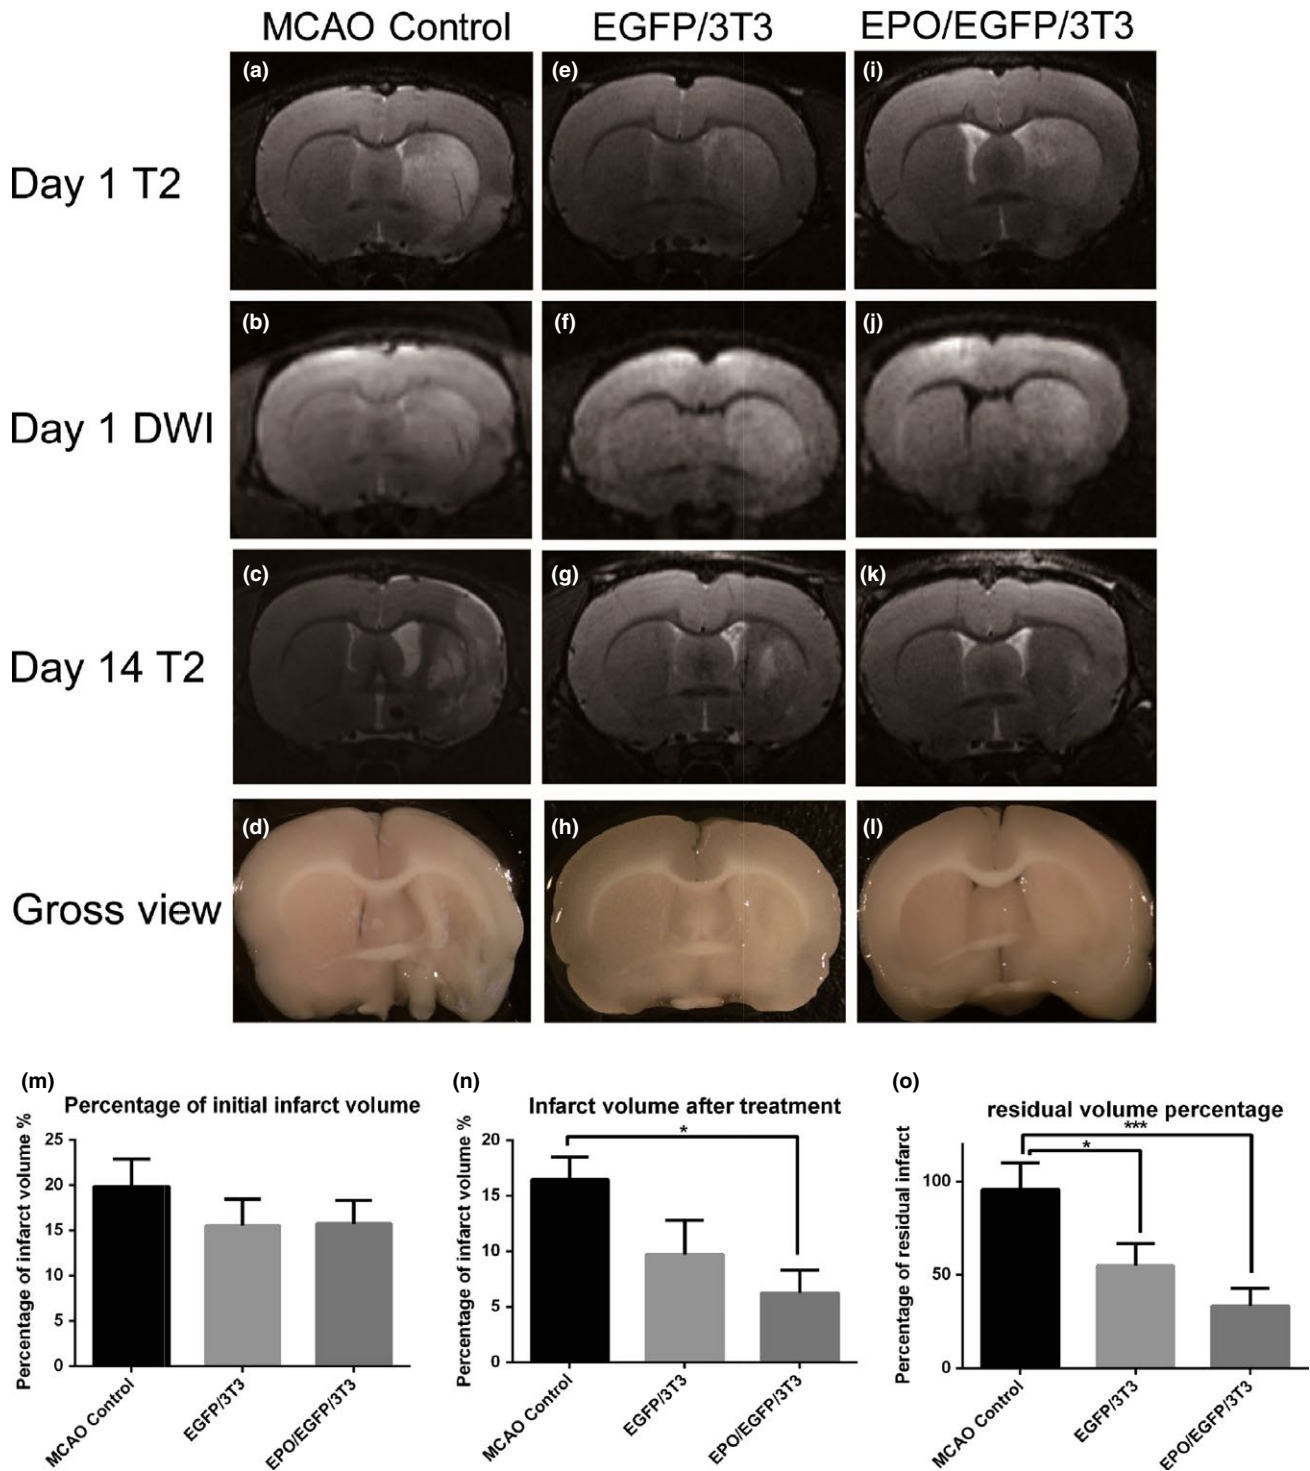 MCAO Control EGFP/3T3 EPO/EGFP/3T3
(a) (e) (i)
Day 1 T2
(b) (f) (j)
Day 1 DWI
(c) (g) (k)
Day 14 T2
(d) (h) (l)
Gross view
(m)
Percentage of initial infarct volume
Percentage of infarct volume %
25
20
15
10
5
0
MCAO Control
EGFP/3T3
EPO/EGFP/3T3
(n)
Infarct volume after treatment
*
Percentage of infarct volume %
20
15
10
5
0
MCAO Control
EGFP/3T3
EPO/EGFP/3T3
(o)
residual volume percentage
***
*
Percentage of residual infarct
100
50
0
MCAO Control
EGFP/3T3
EPO/EGFP/3T3